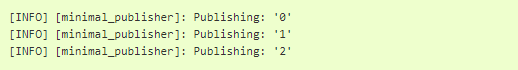 [INFO] [minimal_publisher]: Publishing: '0'
[INFO] [minimal_publisher]: Publishing: '1'
[INFO] [minimal_publisher]: Publishing: '2'